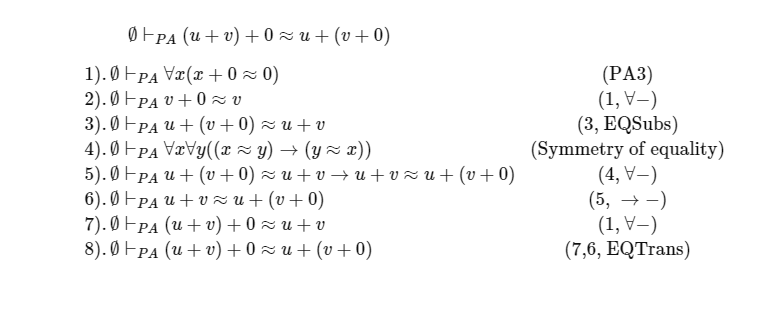 ∅ ⊢PA (u + v) + 0 ≈ u + (v + 0)
1). ∅ ⊢PA ∀x(x + 0 ≈ 0) (PA3)
2). ∅ ⊢PA v + 0 ≈ v (1, ∀−)
3). ∅ ⊢PA u + (v + 0) ≈ u + v (3, EQSubs)
4). ∅ ⊢PA ∀x∀y((x ≈ y) → (y ≈ x)) (Symmetry of equality)
5). ∅ ⊢PA u + (v + 0) ≈ u + v → u + v ≈ u + (v + 0) (4, ∀−)
6). ∅ ⊢PA u + v ≈ u + (v + 0) (5, → −)
7). ∅ ⊢PA (u + v) + 0 ≈ u + v (1, ∀−)
8). ∅ ⊢PA (u + v) + 0 ≈ u + (v + 0) (7,6, EQTrans)